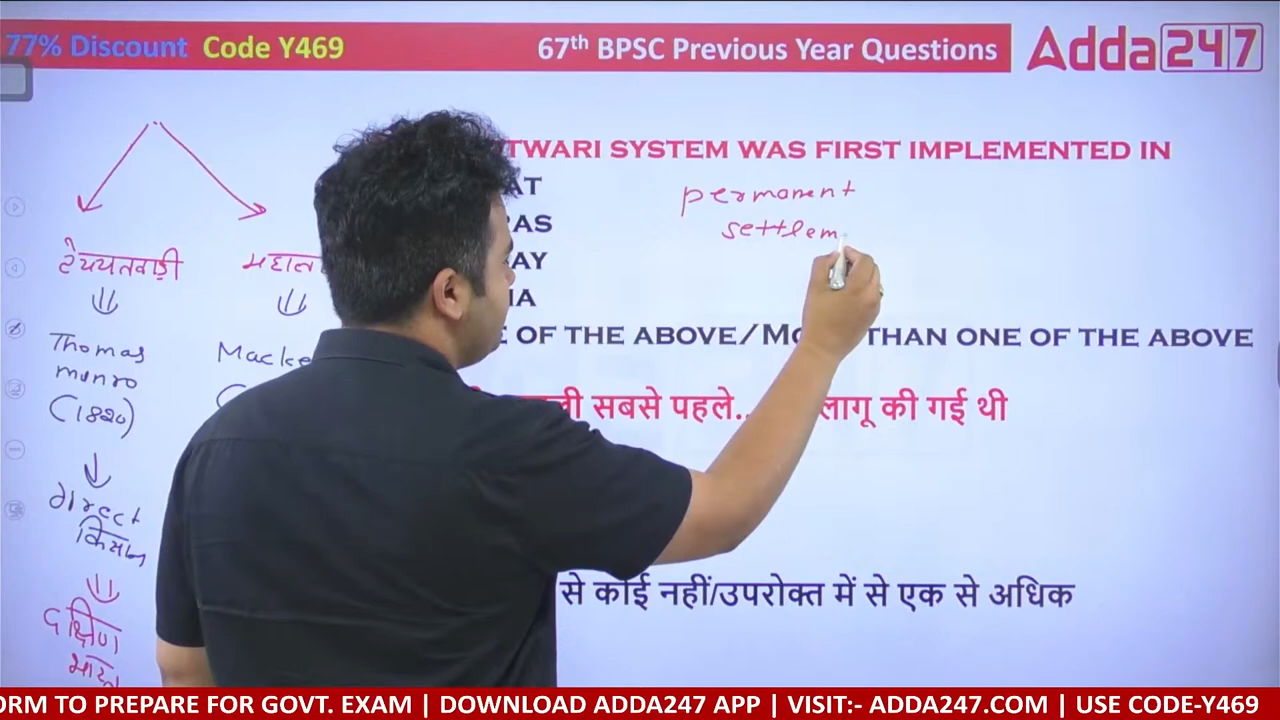 77% Discount Code Y469
67th BPSC Previous Year Questions
Adda247
TWARI SYSTEM WAS FIRST IMPLEMENTED IN
AT
RAS
AY
IA
E OF THE ABOVE/MO THAN ONE OF THE ABOVE
permanent
settlem
रैय्यतवाड़ी
महाल
Thomas
munro
(1820)
Macke
direct
किसान
दक्षिण
भारत
सबसे पहले.. लागू की गई थी
से कोई नहीं/उपरोक्त में से एक से अधिक
ORM TO PREPARE FOR GOVT. EXAM | DOWNLOAD ADDA247 APP | VISIT:- ADDA247.COM | USE CODE-Y469